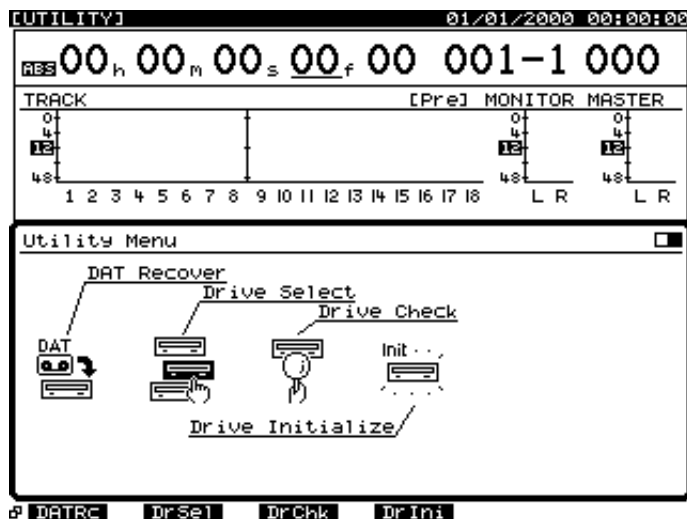 [UTILITY] 01/01/2000 00:00:00
ABS 00h 00m 00s 00f 00 001-1 000
TRACK [Pre] MONITOR MASTER
0 0 0
4 4 4
12 12 12
48 48 48
1 2 3 4 5 6 7 8 9 10 11 12 13 14 15 16 17 18 L R L R
Utility Menu
DAT Recover
Drive Select
Drive Check
DAT
Init
Drive Initialize
DATRc DrSel DrChk DrIni